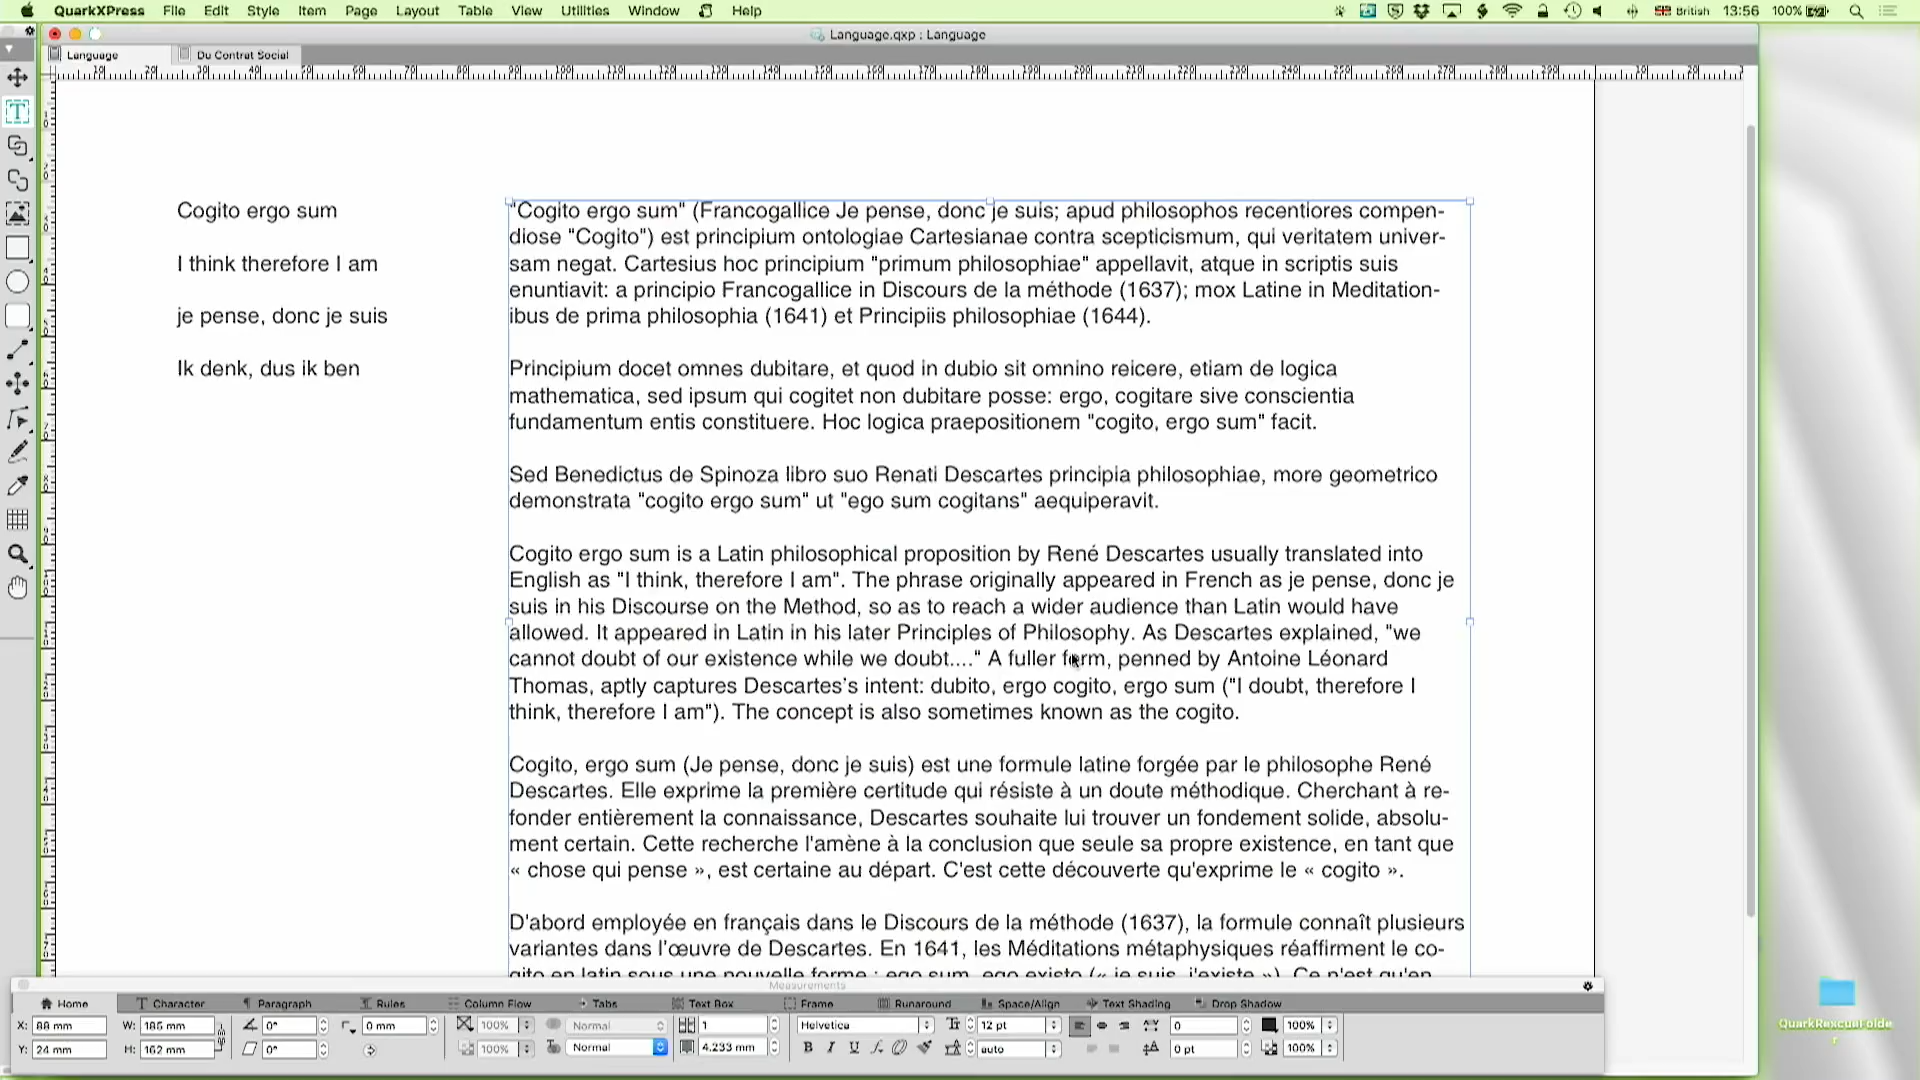 QuarkXPress File Edit Style Item Page Layout Table View Utilities Window Help
British 13:56 100%
Language.qxp : Language
Language Du Contrat Social
Cogito ergo sum
I think therefore I am
je pense, donc je suis
Ik denk, dus ik ben
"Cogito ergo sum" (Francogallice Je pense, donc je suis; apud philosophos recentiores compen-
diose "Cogito") est principium ontologiae Cartesianae contra scepticismum, qui veritatem univer-
sam negat. Cartesius hoc principium "primum philosophiae" appellavit, atque in scriptis suis
enuntiavit: a principio Francogallice in Discours de la méthode (1637); mox Latine in Meditation-
ibus de prima philosophia (1641) et Principiis philosophiae (1644).
Principium docet omnes dubitare, et quod in dubio sit omnino reicere, etiam de logica
mathematica, sed ipsum qui cogitet non dubitare posse: ergo, cogitare sive conscientia
fundamentum entis constituere. Hoc logica praepositionem "cogito, ergo sum" facit.
Sed Benedictus de Spinoza libro suo Renati Descartes principia philosophiae, more geometrico
demonstrata "cogito ergo sum" ut "ego sum cogitans" aequiperavit.
Cogito ergo sum is a Latin philosophical proposition by René Descartes usually translated into
English as "I think, therefore I am". The phrase originally appeared in French as je pense, donc je
suis in his Discourse on the Method, so as to reach a wider audience than Latin would have
allowed. It appeared in Latin in his later Principles of Philosophy. As Descartes explained, "we
cannot doubt of our existence while we doubt...." A fuller form, penned by Antoine Léonard
Thomas, aptly captures Descartes's intent: dubito, ergo cogito, ergo sum ("I doubt, therefore I
think, therefore I am"). The concept is also sometimes known as the cogito.
Cogito, ergo sum (Je pense, donc je suis) est une formule latine forgée par le philosophe René
Descartes. Elle exprime la première certitude qui résiste à un doute méthodique. Cherchant à re-
fonder entièrement la connaissance, Descartes souhaite lui trouver un fondement solide, absolu-
ment certain. Cette recherche l'amène à la conclusion que seule sa propre existence, en tant que
« chose qui pense », est certaine au départ. C'est cette découverte qu'exprime le « cogito ».
D'abord employée en français dans le Discours de la méthode (1637), la formule connaît plusieurs
variantes dans l'œuvre de Descartes. En 1641, les Méditations métaphysiques réaffirment le co-
gito en latin sous une nouvelle forme : ego sum, ego existo (« je suis, j'existe »). Ce n'est qu'en
Measurements
Home Character Paragraph Rules Column Flow Tabs Text Box Frame Runaround Space/Align Text Shading Drop Shadow
X: 88 mm W: 185 mm 0° 0 mm 100% Normal 1 Helvetica 12 pt 0 100%
Y: 24 mm H: 162 mm 0° 100% Normal 4.233 mm B I U auto 0 pt 100%
QuarkRescueFolde
r